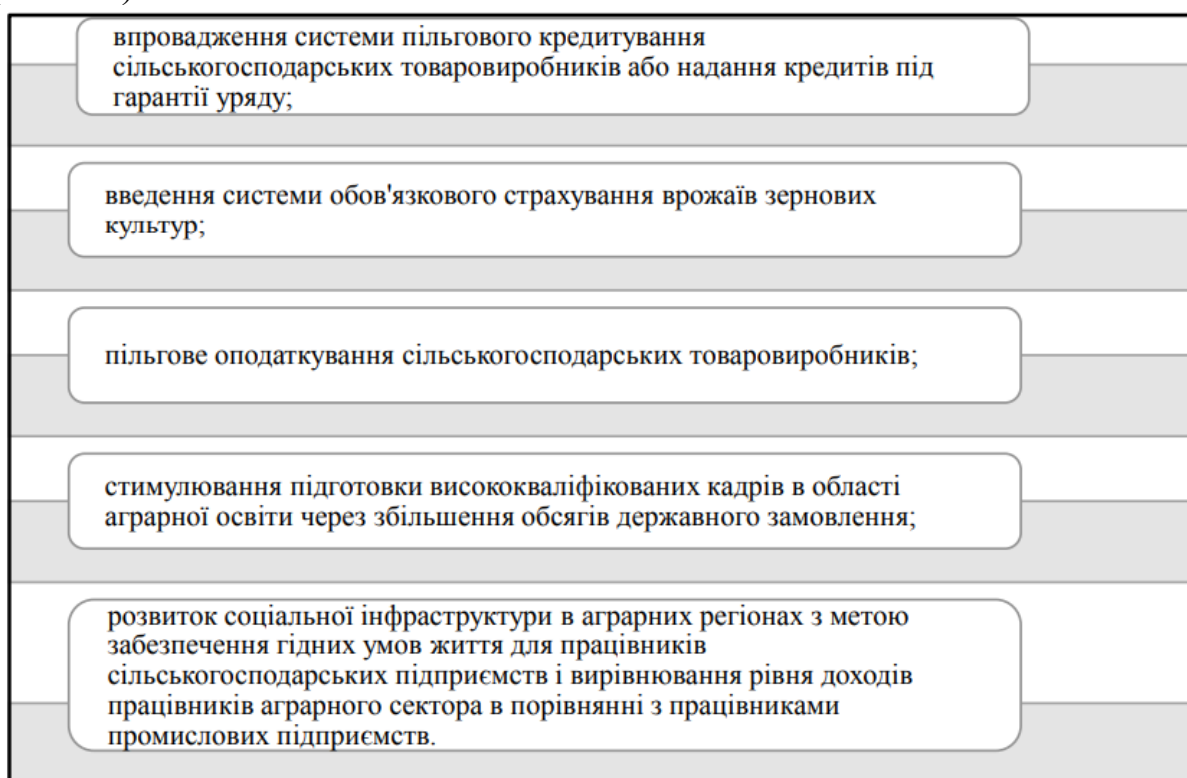 впровадження системи пільгового кредитування
сільськогосподарських товаровиробників або надання кредитів під
гарантії уряду;
введення системи обов'язкового страхування врожаїв зернових
культур;
пільгове оподаткування сільськогосподарських товаровиробників;
стимулювання підготовки висококваліфікованих кадрів в області
аграрної освіти через збільшення обсягів державного замовлення;
розвиток соціальної інфраструктури в аграрних регіонах з метою
забезпечення гідних умов життя для працівників
сільськогосподарських підприємств і вирівнювання рівня доходів
працівників аграрного сектора в порівнянні з працівниками
промислових підприємств.